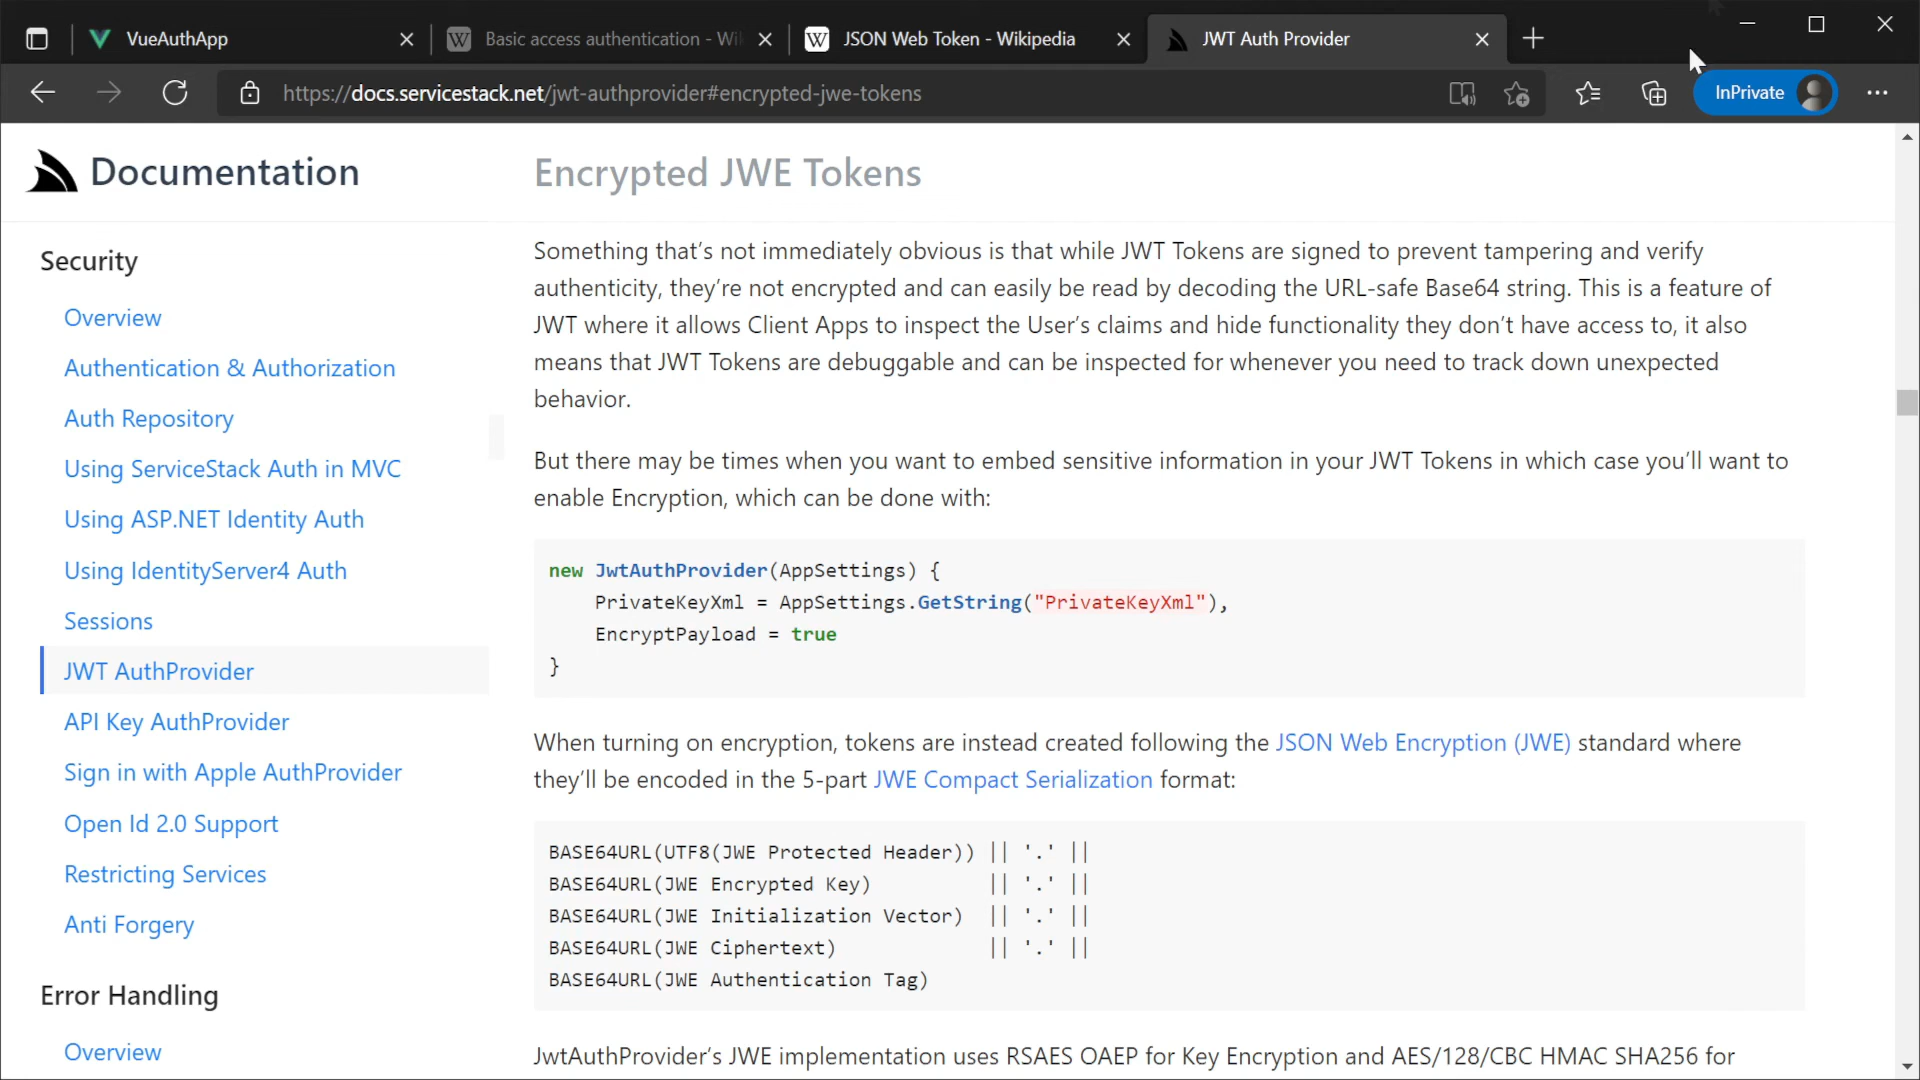 VueAuthApp
Basic access authentication - Wi
JSON Web Token - Wikipedia
JWT Auth Provider
https://docs.servicestack.net/jwt-authprovider#encrypted-jwe-tokens
InPrivate
Documentation
Security
Overview
Authentication & Authorization
Auth Repository
Using ServiceStack Auth in MVC
Using ASP.NET Identity Auth
Using IdentityServer4 Auth
Sessions
JWT AuthProvider
API Key AuthProvider
Sign in with Apple AuthProvider
Open Id 2.0 Support
Restricting Services
Anti Forgery
Error Handling
Overview
Encrypted JWE Tokens
Something that’s not immediately obvious is that while JWT Tokens are signed to prevent tampering and verify
authenticity, they’re not encrypted and can easily be read by decoding the URL-safe Base64 string. This is a feature of
JWT where it allows Client Apps to inspect the User’s claims and hide functionality they don’t have access to, it also
means that JWT Tokens are debuggable and can be inspected for whenever you need to track down unexpected
behavior.
But there may be times when you want to embed sensitive information in your JWT Tokens in which case you’ll want to
enable Encryption, which can be done with:
new JwtAuthProvider(AppSettings) {
    PrivateKeyXml = AppSettings.GetString("PrivateKeyXml"),
    EncryptPayload = true
}
When turning on encryption, tokens are instead created following the JSON Web Encryption (JWE) standard where
they’ll be encoded in the 5-part JWE Compact Serialization format:
BASE64URL(UTF8(JWE Protected Header)) || '.' ||
BASE64URL(JWE Encrypted Key)          || '.' ||
BASE64URL(JWE Initialization Vector)  || '.' ||
BASE64URL(JWE Ciphertext)             || '.' ||
BASE64URL(JWE Authentication Tag)
JwtAuthProvider’s JWE implementation uses RSAES OAEP for Key Encryption and AES/128/CBC HMAC SHA256 for